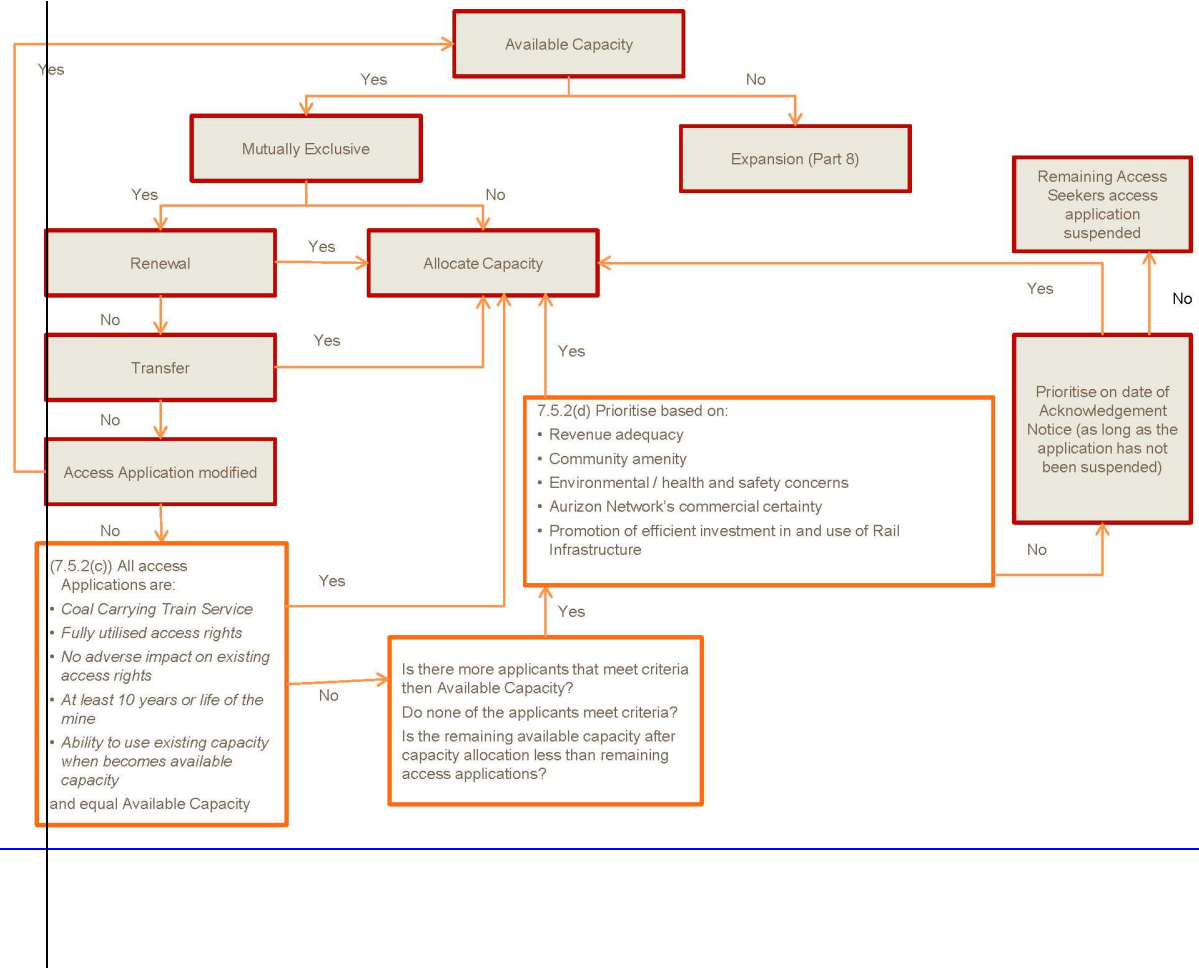 Available Capacity
Yes
Yes
No
Mutually Exclusive
Expansion (Part 8)
Remaining Access
Seekers access
application
suspended
Yes
No
Renewal
Yes
Allocate Capacity
Yes
No
No
Transfer
Yes
Yes
Prioritise on date of
Acknowledgement
Notice (as long as the
application has not
been suspended)
No
Access Application modified
7.5.2(d) Prioritise based on:
• Revenue adequacy
• Community amenity
• Environmental / health and safety concerns
• Aurizon Network's commercial certainty
• Promotion of efficient investment in and use of Rail
Infrastructure
No
No
(7.5.2(c)) All access
Applications are:
• Coal Carrying Train Service
• Fully utilised access rights
• No adverse impact on existing
access rights
• At least 10 years or life of the
mine
• Ability to use existing capacity
when becomes available
capacity
and equal Available Capacity
Yes
Yes
No
Is there more applicants that meet criteria
then Available Capacity?
Do none of the applicants meet criteria?
Is the remaining available capacity after
capacity allocation less than remaining
access applications?